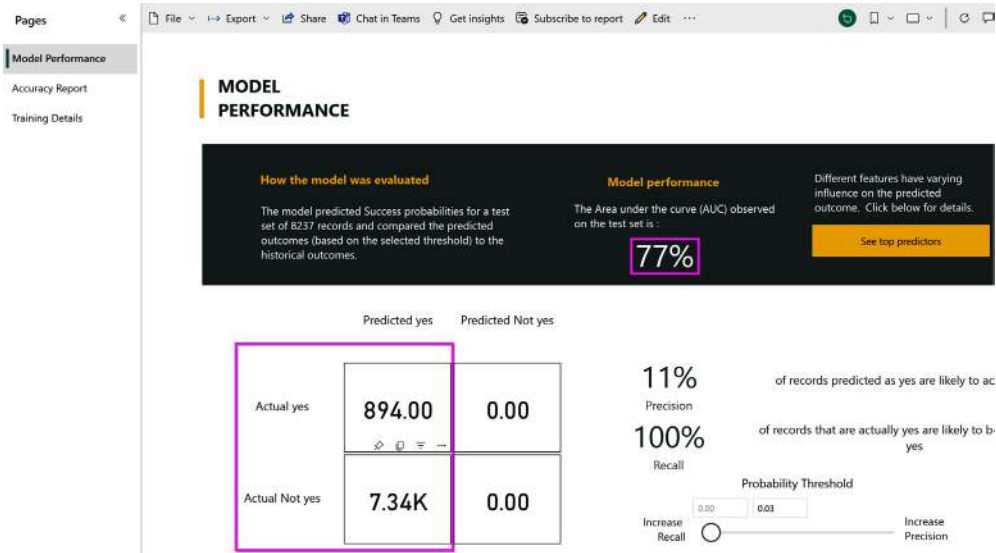 Pages
File
Export
Share
Chat in Teams
Get insights
Subscribe to report
Edit
Model Performance
Accuracy Report
Training Details
MODEL
PERFORMANCE
How the model was evaluated
The model predicted Success probabilities for a test
set of 8237 records and compared the predicted
outcomes (based on the selected threshold) to the
historical outcomes.
Model performance
The Area under the curve (AUC) observed
on the test set is :
77%
Different features have varying
influence on the predicted
outcome. Click below for details.
See top predictors
Predicted yes
Predicted Not yes
Actual yes
894.00
0.00
Actual Not yes
7.34K
0.00
11%
Precision
of records predicted as yes are likely to ac
100%
Recall
of records that are actually yes are likely to b
yes
Probability Threshold
0.00
0.03
Increase
Recall
Increase
Precision